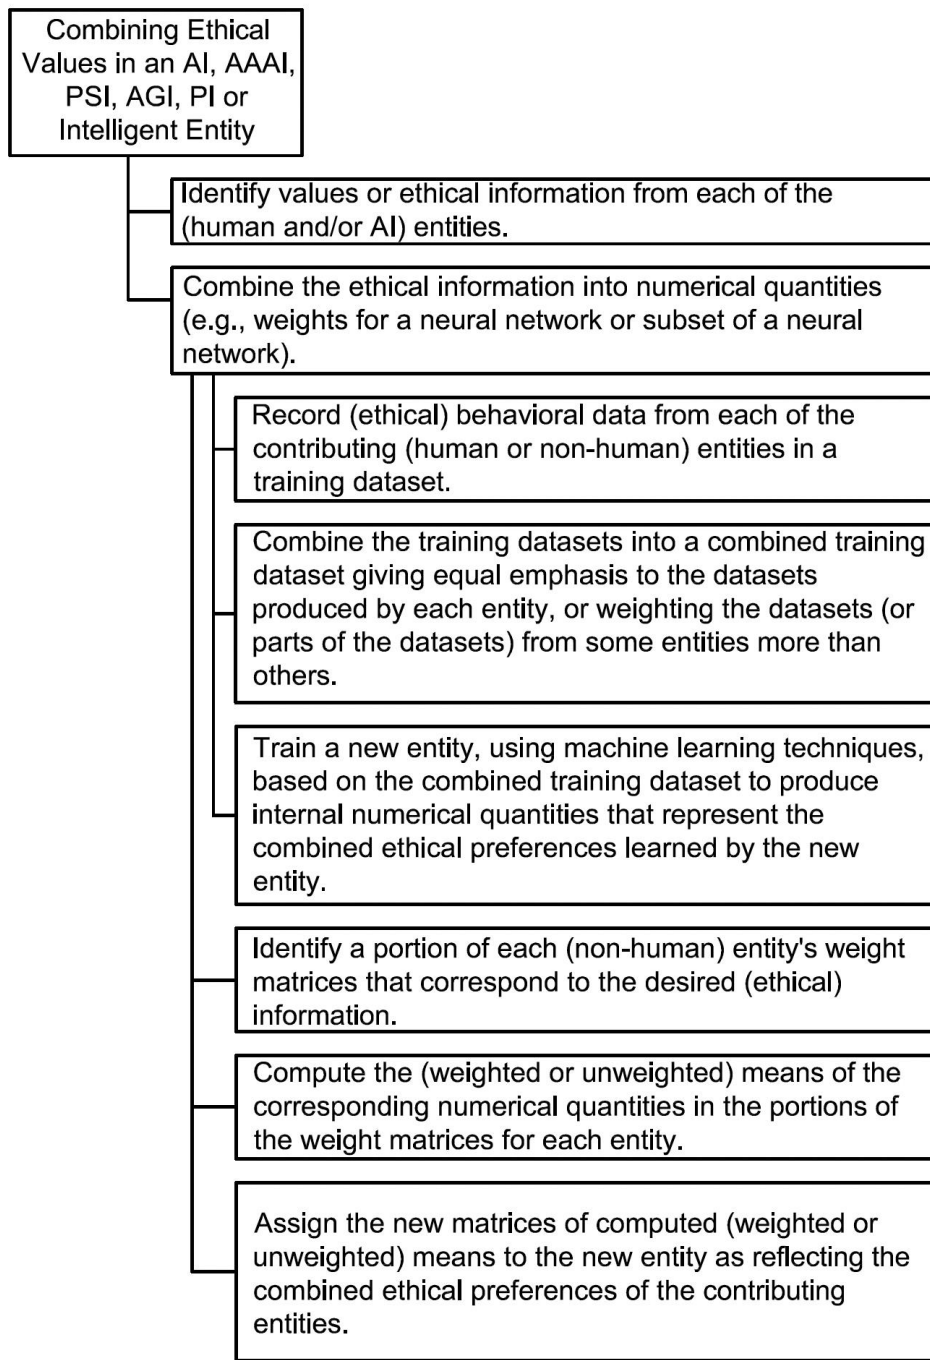 Combining Ethical
Values in an AI, AAAI,
PSI, AGI, PI or
Intelligent Entity
Identify values or ethical information from each of the
(human and/or AI) entities.
Combine the ethical information into numerical quantities
(e.g., weights for a neural network or subset of a neural
network).
Record (ethical) behavioral data from each of the
contributing (human or non-human) entities in a
training dataset.
Combine the training datasets into a combined training
dataset giving equal emphasis to the datasets
produced by each entity, or weighting the datasets (or
parts of the datasets) from some entities more than
others.
Train a new entity, using machine learning techniques,
based on the combined training dataset to produce
internal numerical quantities that represent the
combined ethical preferences learned by the new
entity.
Identify a portion of each (non-human) entity's weight
matrices that correspond to the desired (ethical)
information.
Compute the (weighted or unweighted) means of the
corresponding numerical quantities in the portions of
the weight matrices for each entity.
Assign the new matrices of computed (weighted or
unweighted) means to the new entity as reflecting the
combined ethical preferences of the contributing
entities.